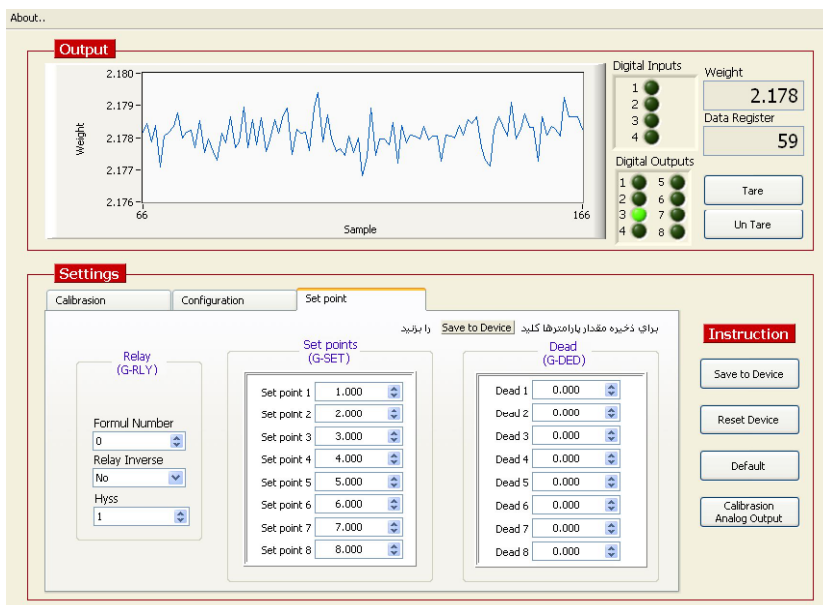 About..
Output
2.180
2.179
2.178
2.177
2.176
Weight
66
166
Sample
Digital Inputs
1
2
3
4
Digital Outputs
1 5
2 6
3 7
4 8
Weight
2.178
Data Register
59
Tare
Un Tare
Settings
Calibrasion
Configuration
Set point
براي ذخيره مقدار پارامترها کليد Save to Device را بزنيد
Relay
(G-RLY)
Formul Number
0
Relay Inverse
No
Hyss
1
Set points
(G-SET)
Set point 1 1.000
Set point 2 2.000
Set point 3 3.000
Set point 4 4.000
Set point 5 5.000
Set point 6 6.000
Set point 7 7.000
Set point 8 8.000
Dead
(G-DED)
Dead 1 0.000
Dead 2 0.000
Dead 3 0.000
Dead 4 0.000
Dead 5 0.000
Dead 6 0.000
Dead 7 0.000
Dead 8 0.000
Instruction
Save to Device
Reset Device
Default
Calibrasion
Analog Output